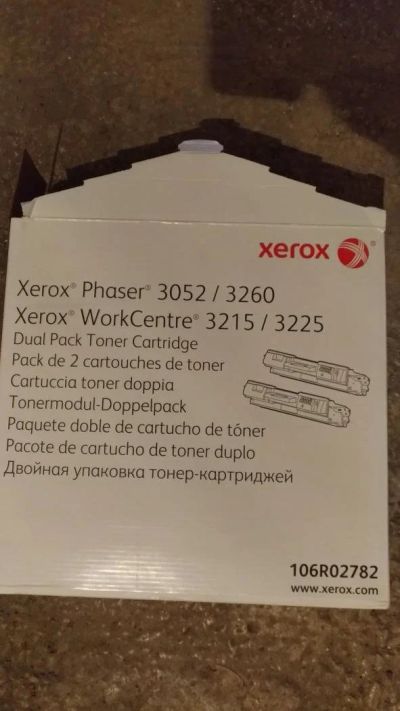 xerox
Xerox® Phaser® 3052 / 3260
Xerox® WorkCentre® 3215 / 3225
Dual Pack Toner Cartridge
Pack de 2 cartouches de toner
Cartuccia toner doppia
Tonermodul-Doppelpack
Paquete doble de cartucho de tóner
Pacote de cartucho de toner duplo
Двойная упаковка тонер-картриджей
106R02782
www.xerox.com